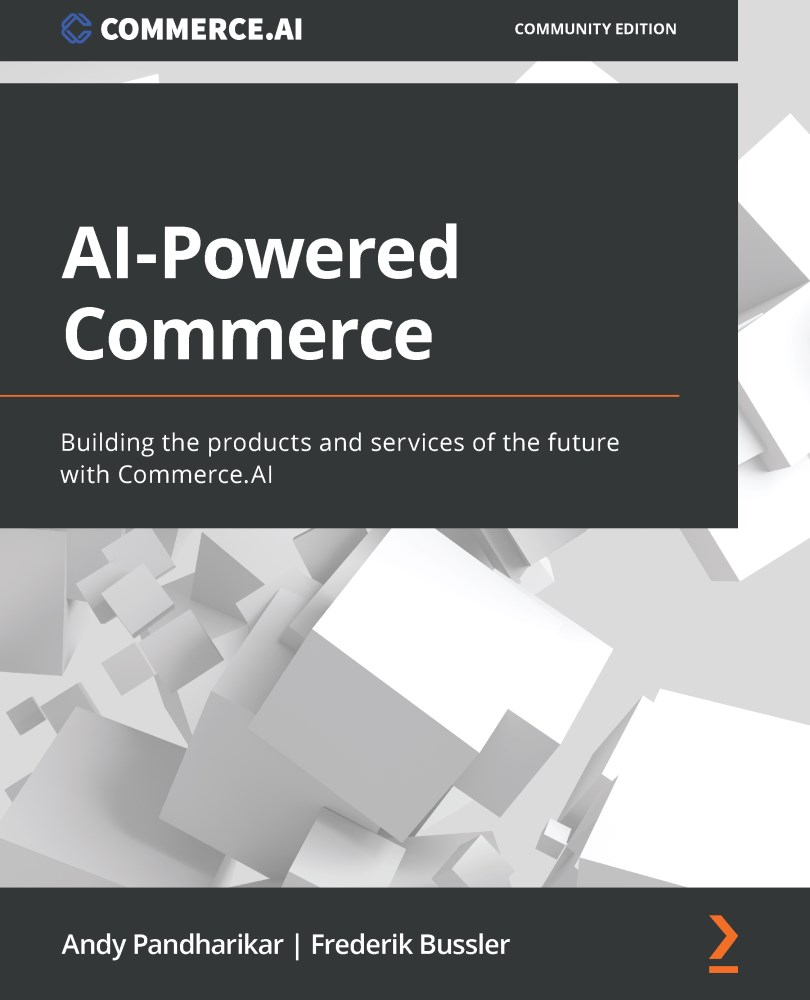 COMMERCE.AI
COMMUNITY EDITION
AI-Powered
Commerce
Building the products and services of the future
with Commerce.AI
Andy Pandharikar | Frederik Bussler